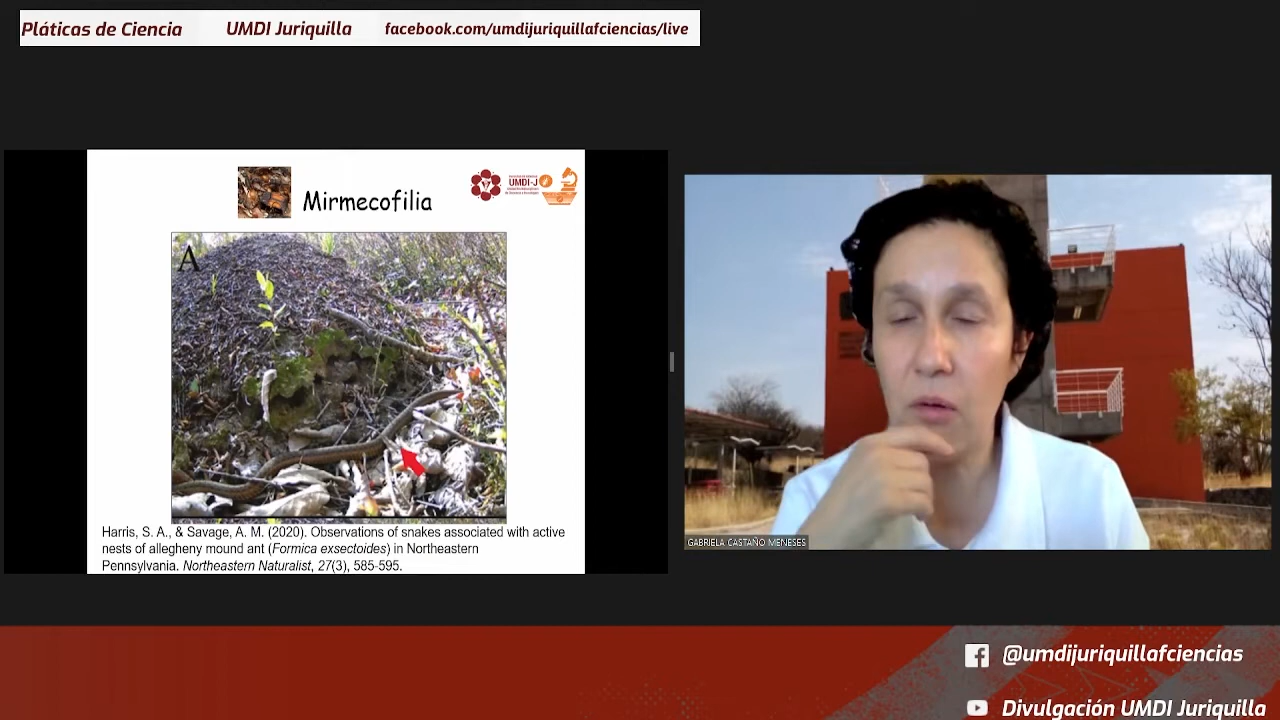 Pláticas de Ciencia UMDI Juriquilla facebook.com/umdijuriquillafciencias/live
Mirmecofilia
UMDI-J
A
Harris, S. A., & Savage, A. M. (2020). Observations of snakes associated with active
nests of allegheny mound ant (Formica exsectoides) in Northeastern
Pennsylvania. Northeastern Naturalist, 27(3), 585-595.
GABRIELA CASTAÑO MENESES
@umdijuriquillafciencias
Divulgación UMDI Juriquilla